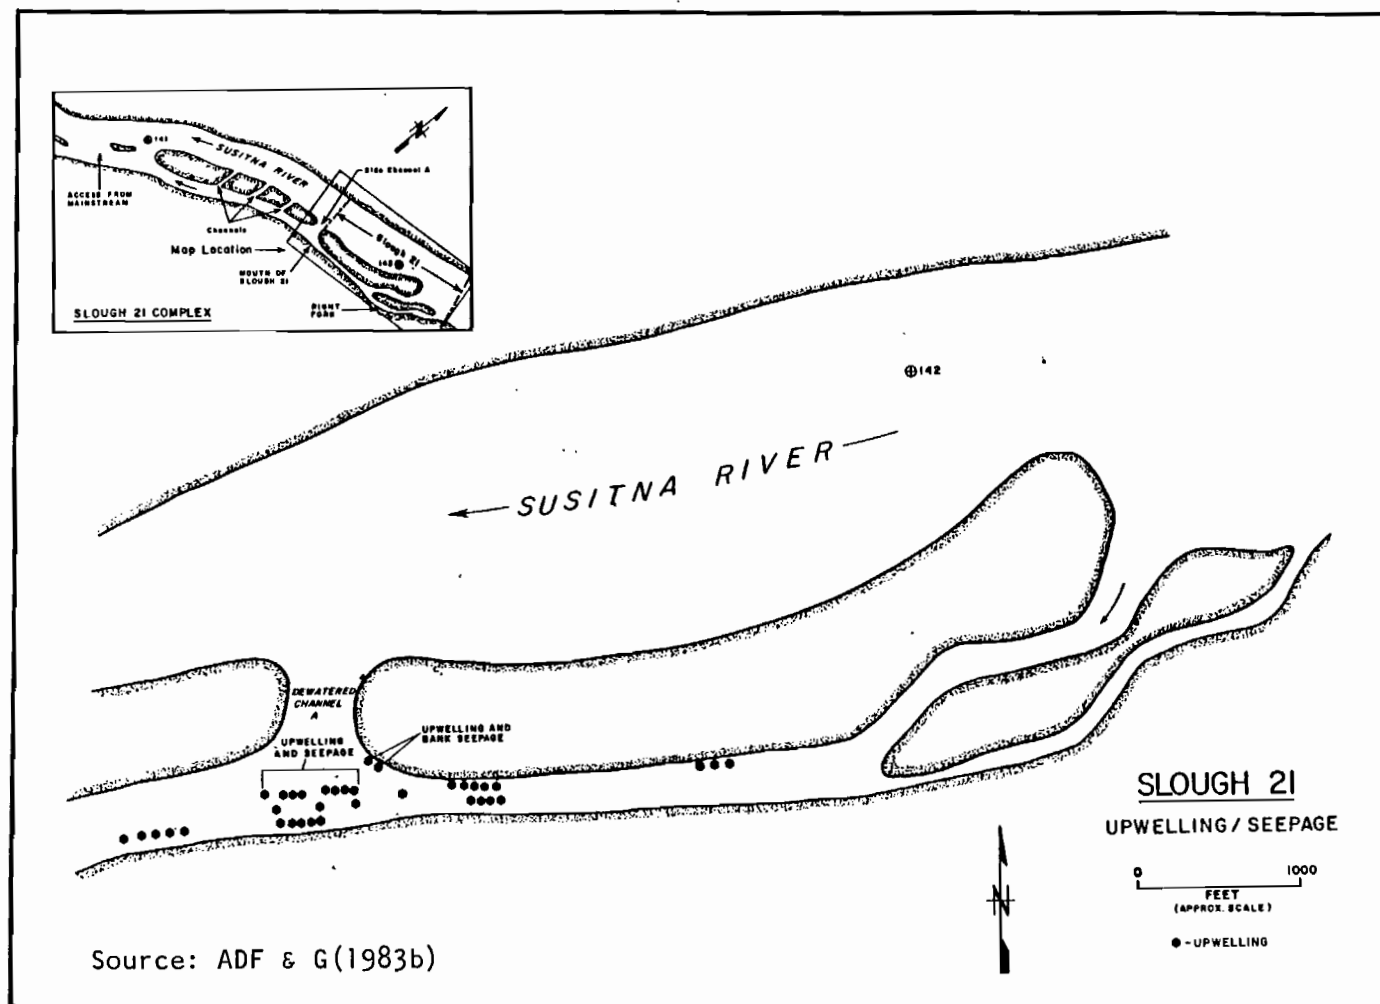 141
SUSITNA RIVER
N
Side Channel A
ACCESS FROM
MAINSTREAM
Channels
Map Location
Slough 21
142
MOUTH OF
SLOUGH 21
RIGHT
FORK
SLOUGH 21 COMPLEX
142
SUSITNA RIVER
DEWATERED
CHANNEL
A
UPWELLING AND
BANK SEEPAGE
UPWELLING
AND SEEPAGE
SLOUGH 21
UPWELLING/SEEPAGE
0 1000
FEET
(APPROX. SCALE)
-UPWELLING
N
Source: ADF & G(1983b)